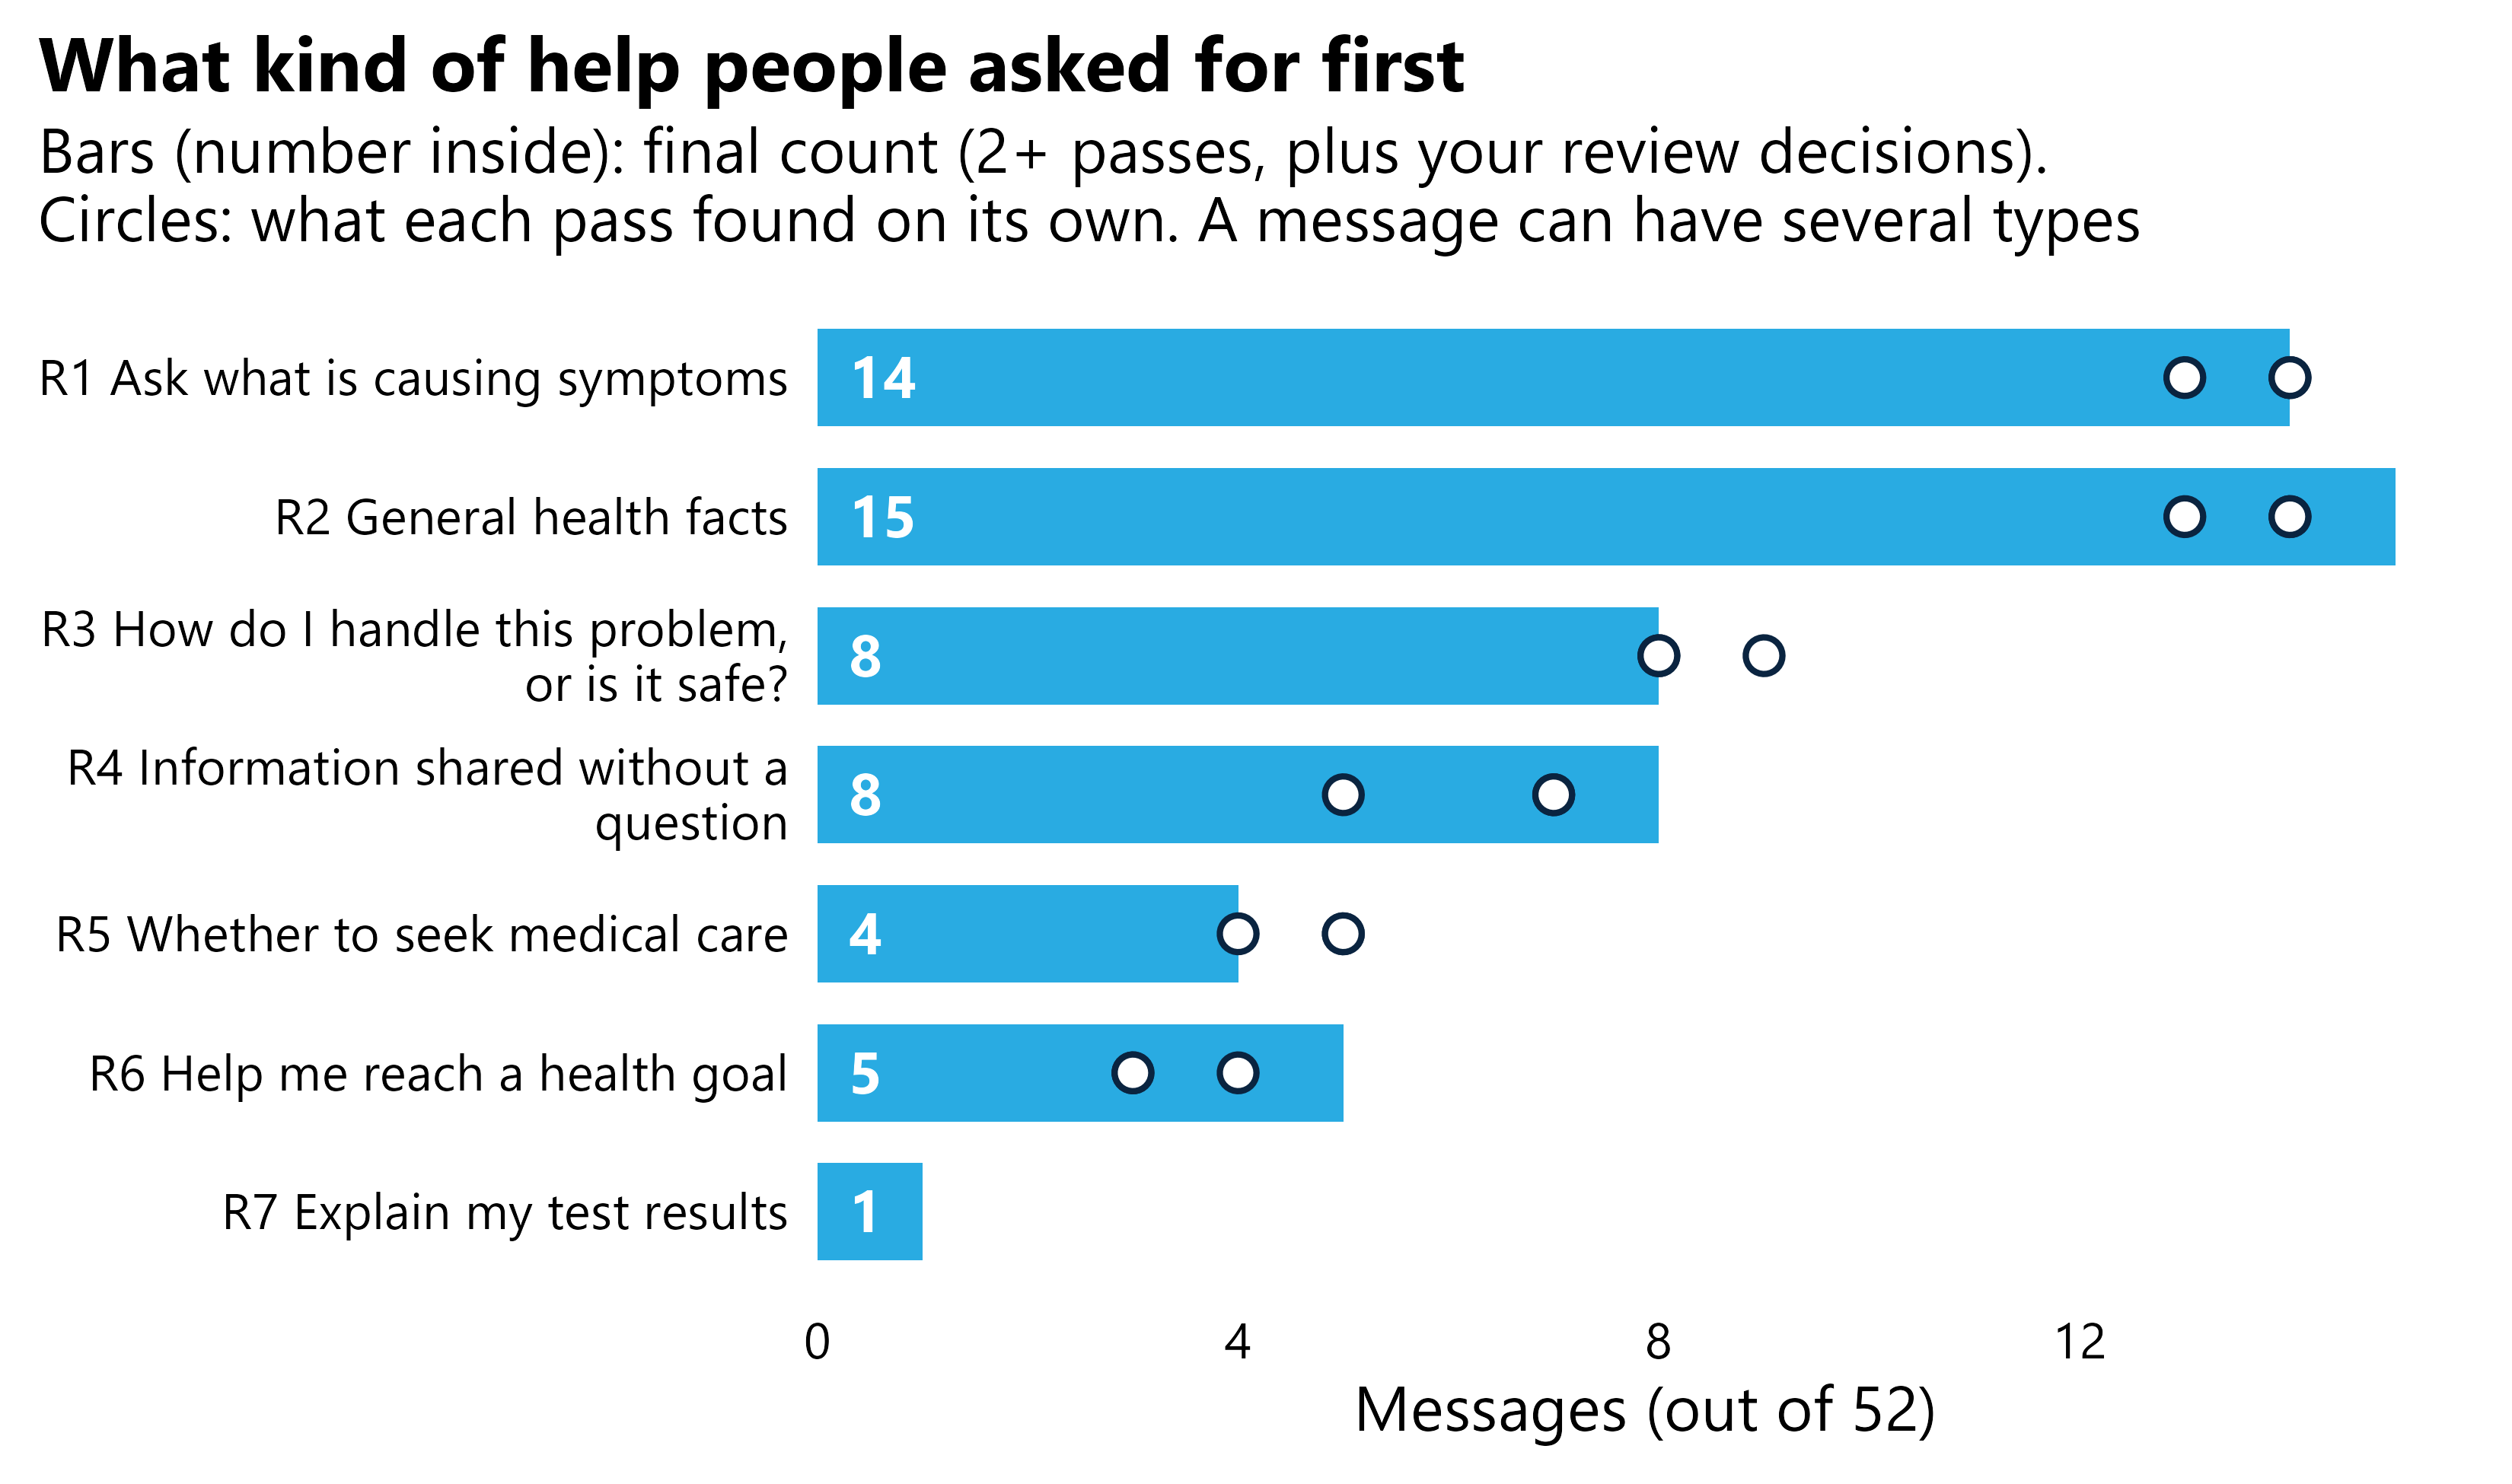 What kind of help people asked for first
Bars (number inside): final count (2+ passes, plus your review decisions).
Circles: what each pass found on its own. A message can have several types
R1 Ask what is causing symptoms
14
R2 General health facts
15
R3 How do I handle this problem,
or is it safe?
8
R4 Information shared without a
question
8
R5 Whether to seek medical care
4
R6 Help me reach a health goal
5
R7 Explain my test results
1
0 4 8 12
Messages (out of 52)